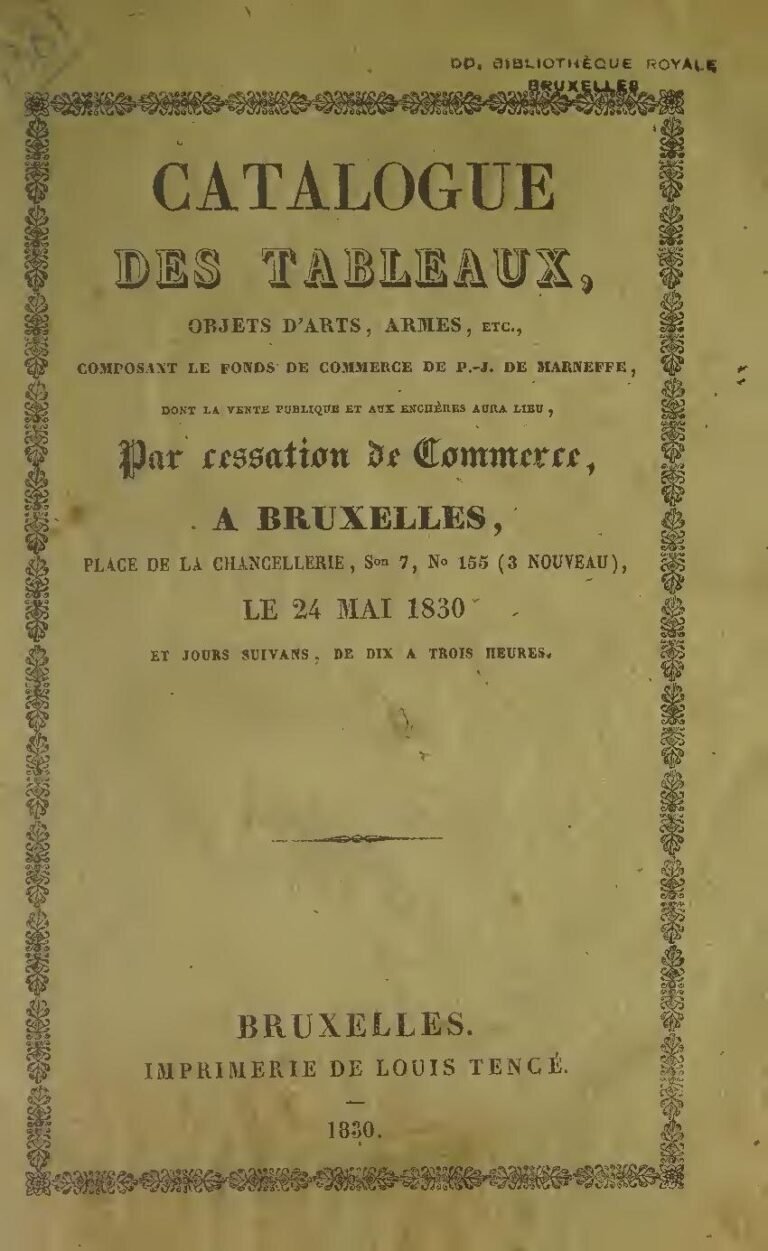 DD. BIBLIOTHÈQUE ROYALE
BRUXELLES
CATALOGUE
DES TABLEAUX,
OBJETS D'ARTS, ARMES, ETC.,
COMPOSANT LE FONDS DE COMMERCE DE P.-J. DE MARNEFFE,
DONT LA VENTE PUBLIQUE ET AUX ENCHÈRES AURA LIEU,
Par cessation de Commerce,
A BRUXELLES,
PLACE DE LA CHANCELLERIE, Son 7, No 155 (3 NOUVEAU),
LE 24 MAI 1830
ET JOURS SUIVANS, DE DIX A TROIS HEURES.
BRUXELLES.
IMPRIMERIE DE LOUIS TENCÉ.
1830.